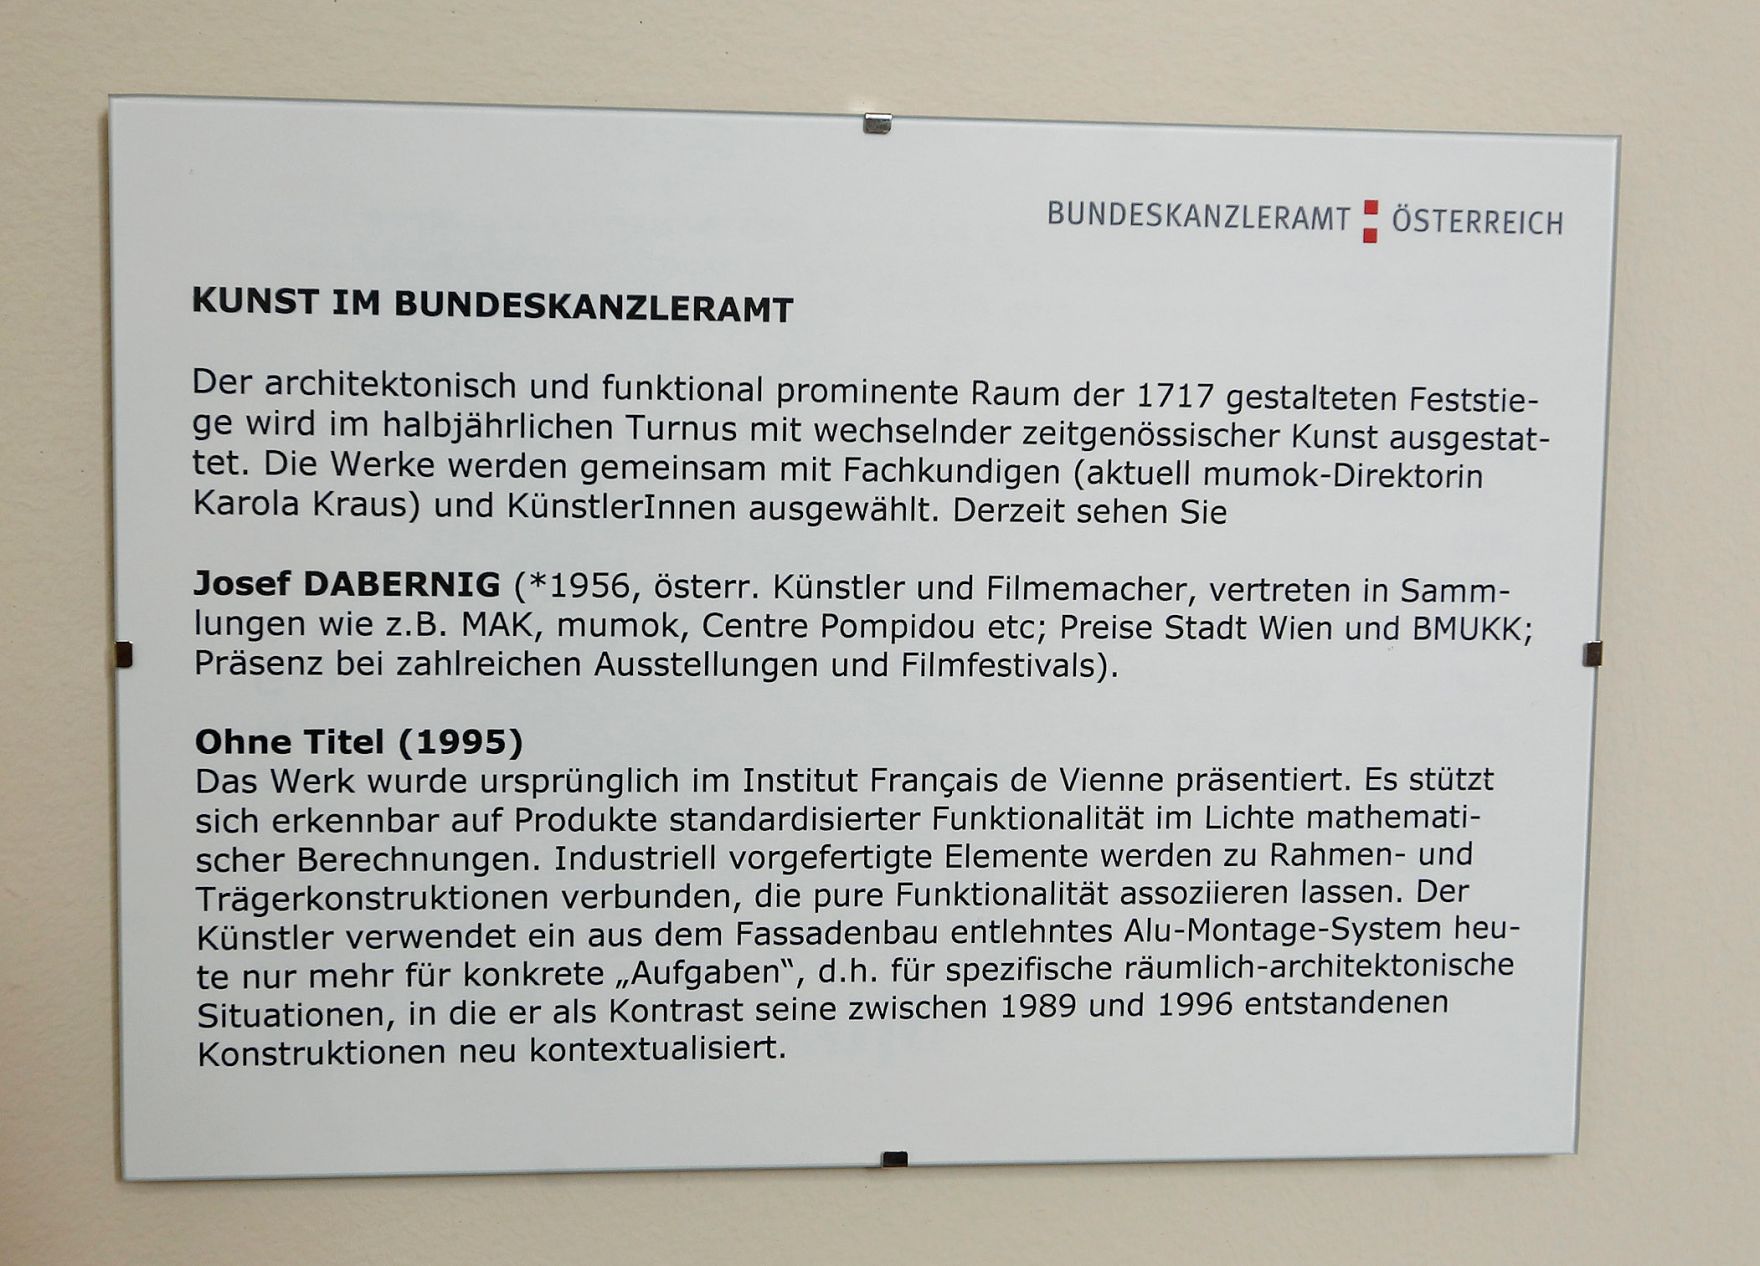 BUNDESKANZLERAMT ÖSTERREICH
KUNST IM BUNDESKANZLERAMT
Der architektonisch und funktional prominente Raum der 1717 gestalteten Feststie-
ge wird im halbjährlichen Turnus mit wechselnder zeitgenössischer Kunst ausgestat-
tet. Die Werke werden gemeinsam mit Fachkundigen (aktuell mumok-Direktorin
Karola Kraus) und KünstlerInnen ausgewählt. Derzeit sehen Sie
Josef DABERNIG (*1956, österr. Künstler und Filmemacher, vertreten in Samm-
lungen wie z.B. MAK, mumok, Centre Pompidou etc; Preise Stadt Wien und BMUKK;
Präsenz bei zahlreichen Ausstellungen und Filmfestivals).
Ohne Titel (1995)
Das Werk wurde ursprünglich im Institut Français de Vienne präsentiert. Es stützt
sich erkennbar auf Produkte standardisierter Funktionalität im Lichte mathemati-
scher Berechnungen. Industriell vorgefertigte Elemente werden zu Rahmen- und
Trägerkonstruktionen verbunden, die pure Funktionalität assoziieren lassen. Der
Künstler verwendet ein aus dem Fassadenbau entlehntes Alu-Montage-System heu-
te nur mehr für konkrete „Aufgaben‟, d.h. für spezifische räumlich-architektonische
Situationen, in die er als Kontrast seine zwischen 1989 und 1996 entstandenen
Konstruktionen neu kontextualisiert.